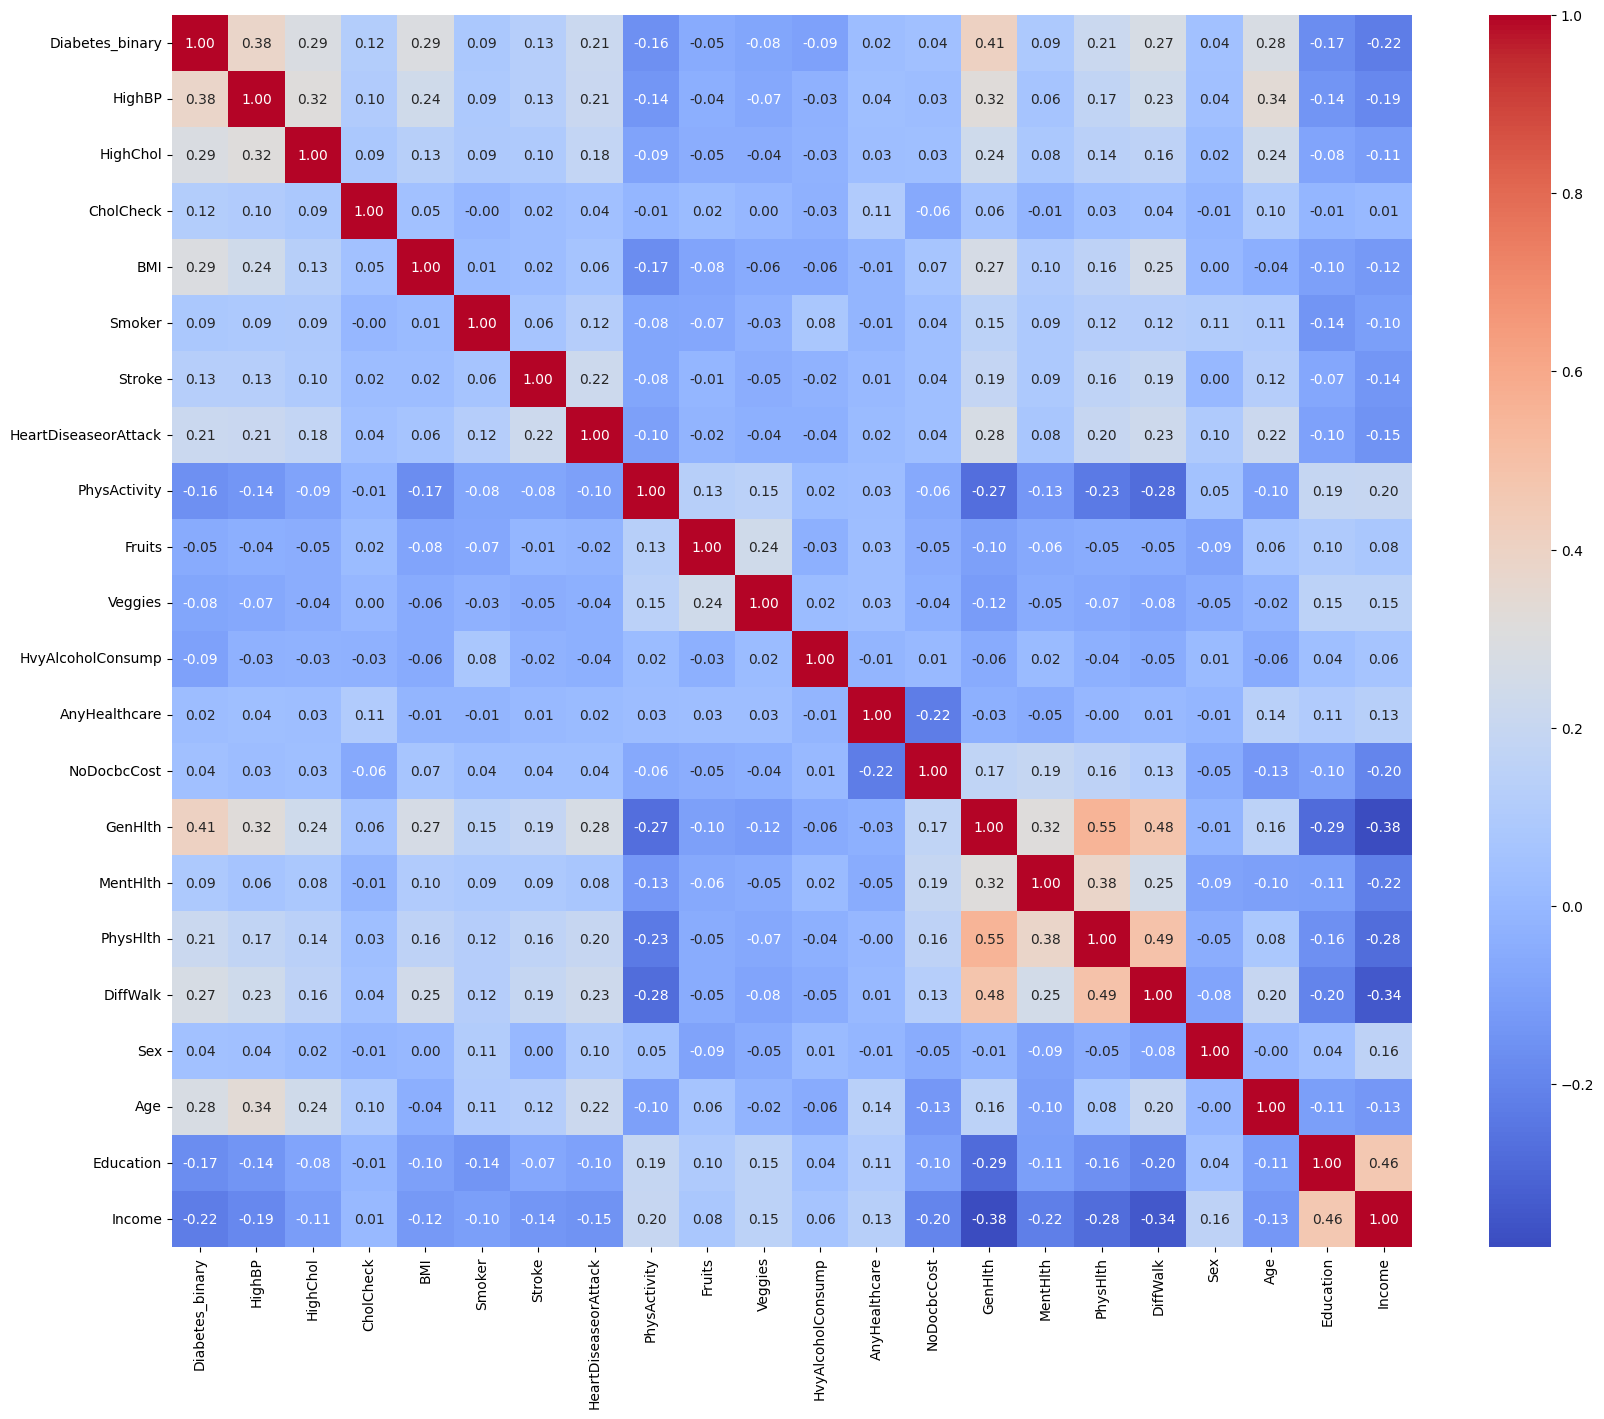 Diabetes_binary 1.00 0.38 0.29 0.12 0.29 0.09 0.13 0.21 -0.16 -0.05 -0.08 -0.09 0.02 0.04 0.41 0.09 0.21 0.27 0.04 0.28 -0.17 -0.22
HighBP 0.38 1.00 0.32 0.10 0.24 0.09 0.13 0.21 -0.14 -0.04 -0.07 -0.03 0.04 0.03 0.32 0.06 0.17 0.23 0.04 0.34 -0.14 -0.19
HighChol 0.29 0.32 1.00 0.09 0.13 0.09 0.10 0.18 -0.09 -0.05 -0.04 -0.03 0.03 0.03 0.24 0.08 0.14 0.16 0.02 0.24 -0.08 -0.11
CholCheck 0.12 0.10 0.09 1.00 0.05 -0.00 0.02 0.04 -0.01 0.02 0.00 -0.03 0.11 -0.06 0.06 -0.01 0.03 0.04 -0.01 0.10 -0.01 0.01
BMI 0.29 0.24 0.13 0.05 1.00 0.01 0.02 0.06 -0.17 -0.08 -0.06 -0.06 -0.01 0.07 0.27 0.10 0.16 0.25 0.00 -0.04 -0.10 -0.12
Smoker 0.09 0.09 0.09 -0.00 0.01 1.00 0.06 0.12 -0.08 -0.07 -0.03 0.08 -0.01 0.04 0.15 0.09 0.12 0.12 0.11 0.11 -0.14 -0.10
Stroke 0.13 0.13 0.10 0.02 0.02 0.06 1.00 0.22 -0.08 -0.01 -0.05 -0.02 0.01 0.04 0.19 0.09 0.16 0.19 0.00 0.12 -0.07 -0.14
HeartDiseaseorAttack 0.21 0.21 0.18 0.04 0.06 0.12 0.22 1.00 -0.10 -0.02 -0.04 -0.04 0.02 0.04 0.28 0.08 0.20 0.23 0.10 0.22 -0.10 -0.15
PhysActivity -0.16 -0.14 -0.09 -0.01 -0.17 -0.08 -0.08 -0.10 1.00 0.13 0.15 0.02 0.03 -0.06 -0.27 -0.13 -0.23 -0.28 0.05 -0.10 0.19 0.20
Fruits -0.05 -0.04 -0.05 0.02 -0.08 -0.07 -0.01 -0.02 0.13 1.00 0.24 -0.03 0.03 -0.05 -0.10 -0.06 -0.05 -0.05 -0.09 0.06 0.10 0.08
Veggies -0.08 -0.07 -0.04 0.00 -0.06 -0.03 -0.05 -0.04 0.15 0.24 1.00 0.02 0.03 -0.04 -0.12 -0.05 -0.07 -0.08 -0.05 -0.02 0.15 0.15
HvyAlcoholConsump -0.09 -0.03 -0.03 -0.03 -0.06 0.08 -0.02 -0.04 0.02 -0.03 0.02 1.00 -0.01 0.01 -0.06 0.02 -0.04 -0.05 0.01 -0.06 0.04 0.06
AnyHealthcare 0.02 0.04 0.03 0.11 -0.01 -0.01 0.01 0.02 0.03 0.03 0.03 -0.01 1.00 -0.22 -0.03 -0.05 -0.00 0.01 -0.01 0.14 0.11 0.13
NoDocbcCost 0.04 0.03 0.03 -0.06 0.07 0.04 0.04 0.04 -0.06 -0.05 -0.04 0.01 -0.22 1.00 0.17 0.19 0.16 0.13 -0.05 -0.13 -0.10 -0.20
GenHlth 0.41 0.32 0.24 0.06 0.27 0.15 0.19 0.28 -0.27 -0.10 -0.12 -0.06 -0.03 0.17 1.00 0.32 0.55 0.48 -0.01 0.16 -0.29 -0.38
MentHlth 0.09 0.06 0.08 -0.01 0.10 0.09 0.09 0.08 -0.13 -0.06 -0.05 0.02 -0.05 0.19 0.32 1.00 0.38 0.25 -0.09 -0.10 -0.11 -0.22
PhysHlth 0.21 0.17 0.14 0.03 0.16 0.12 0.16 0.20 -0.23 -0.05 -0.07 -0.04 -0.00 0.16 0.55 0.38 1.00 0.49 -0.05 0.08 -0.16 -0.28
DiffWalk 0.27 0.23 0.16 0.04 0.25 0.12 0.19 0.23 -0.28 -0.05 -0.08 -0.05 0.01 0.13 0.48 0.25 0.49 1.00 -0.08 0.20 -0.20 -0.34
Sex 0.04 0.04 0.02 -0.01 0.00 0.11 0.00 0.10 0.05 -0.09 -0.05 0.01 -0.01 -0.05 -0.01 -0.09 -0.05 -0.08 1.00 -0.00 0.04 0.16
Age 0.28 0.34 0.24 0.10 -0.04 0.11 0.12 0.22 -0.10 0.06 -0.02 -0.06 0.14 -0.13 0.16 -0.10 0.08 0.20 -0.00 1.00 -0.11 -0.13
Education -0.17 -0.14 -0.08 -0.01 -0.10 -0.14 -0.07 -0.10 0.19 0.10 0.15 0.04 0.11 -0.10 -0.29 -0.11 -0.16 -0.20 0.04 -0.11 1.00 0.46
Income -0.22 -0.19 -0.11 0.01 -0.12 -0.10 -0.14 -0.15 0.20 0.08 0.15 0.06 0.13 -0.20 -0.38 -0.22 -0.28 -0.34 0.16 -0.13 0.46 1.00
Diabetes_binary
HighBP
HighChol
CholCheck
BMI
Smoker
Stroke
HeartDiseaseorAttack
PhysActivity
Fruits
Veggies
HvyAlcoholConsump
AnyHealthcare
NoDocbcCost
GenHlth
MentHlth
PhysHlth
DiffWalk
Sex
Age
Education
Income
1.0
0.8
0.6
0.4
0.2
0.0
−0.2